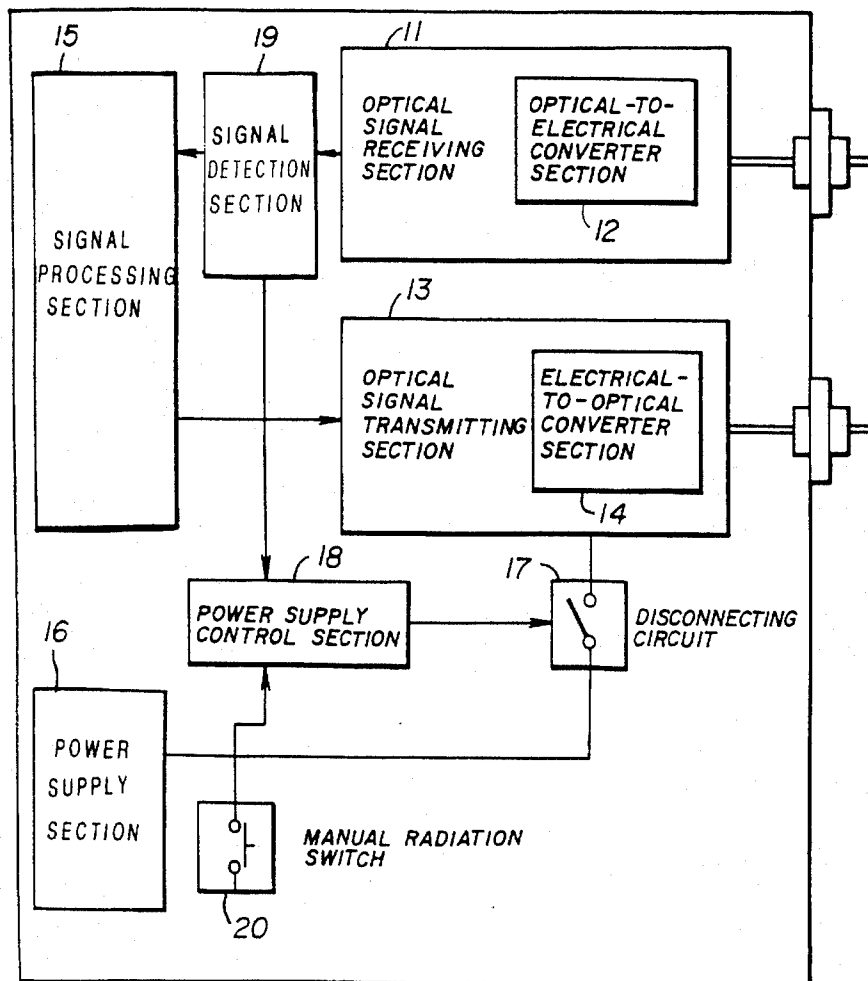 15
19
11
SIGNAL
PROCESSING
SECTION
SIGNAL
DETECTION
SECTION
OPTICAL
SIGNAL
RECEIVING
SECTION
OPTICAL-TO-
ELECTRICAL
CONVERTER
SECTION
12
13
OPTICAL
SIGNAL
TRANSMITTING
SECTION
ELECTRICAL-
TO-OPTICAL
CONVERTER
SECTION
14
18
POWER SUPPLY
CONTROL SECTION
17
DISCONNECTING
CIRCUIT
16
POWER
SUPPLY
SECTION
MANUAL RADIATION
SWITCH
20